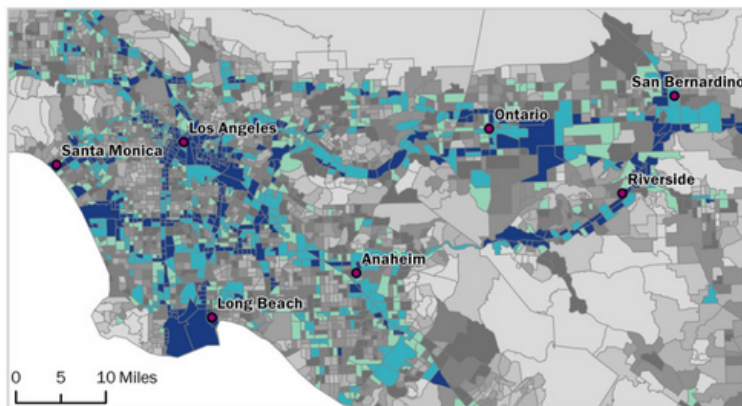 San Bernardino
Ontario
Los Angeles
Santa Monica
Riverside
Anaheim
Long Beach
0 5 10 Miles